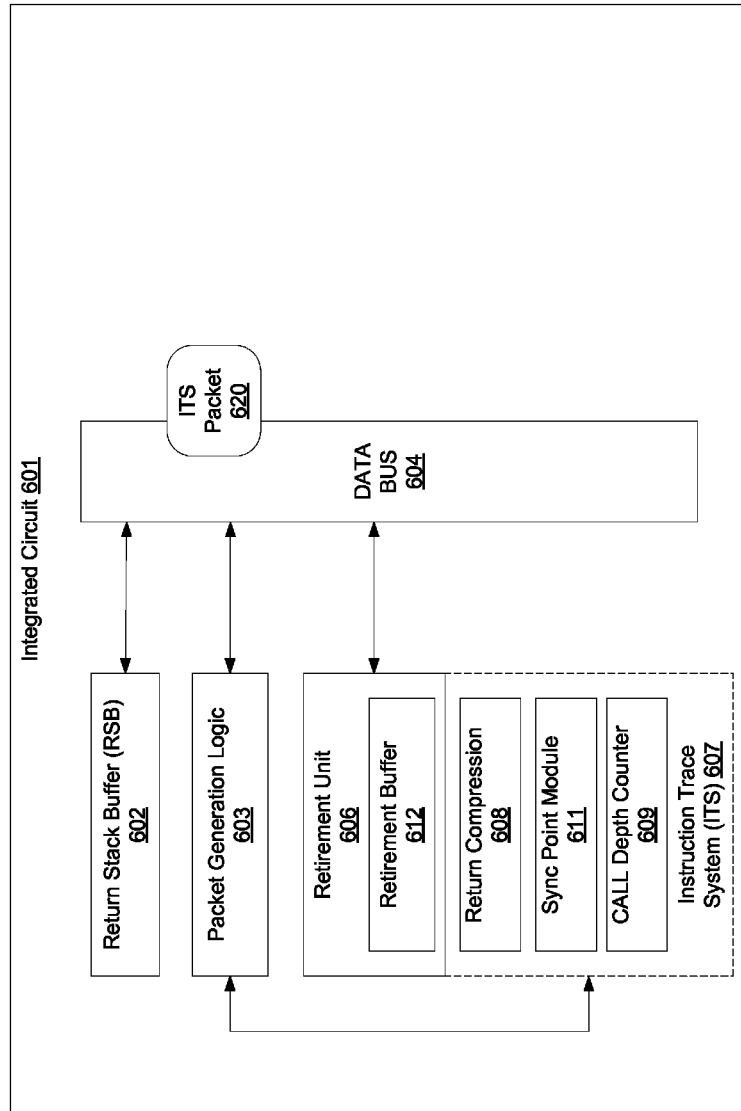 Integrated Circuit 601
Return Stack Buffer (RSB)
602
Packet Generation Logic
603
Retirement Unit
606
Retirement Buffer
612
Return Compression
608
Sync Point Module
611
CALL Depth Counter
609
Instruction Trace
System (ITS) 607
ITS
Packet
620
DATA
BUS
604